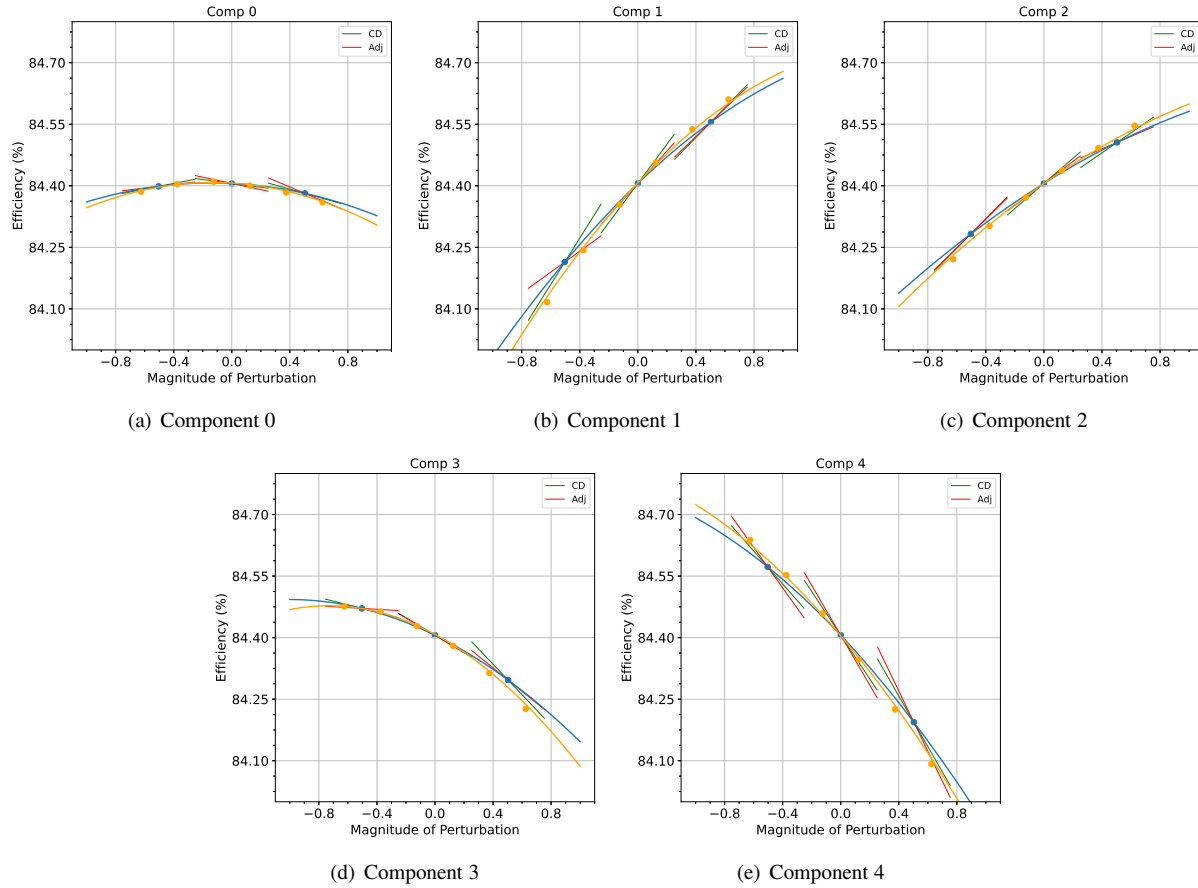 Comp 0
CD
Adj
84.70
84.55
84.40
84.25
84.10
Efficiency (%)
−0.8 −0.4 0.0 0.4 0.8
Magnitude of Perturbation
(a) Component 0
Comp 1
CD
Adj
84.70
84.55
84.40
84.25
84.10
Efficiency (%)
−0.8 −0.4 0.0 0.4 0.8
Magnitude of Perturbation
(b) Component 1
Comp 2
CD
Adj
84.70
84.55
84.40
84.25
84.10
Efficiency (%)
−0.8 −0.4 0.0 0.4 0.8
Magnitude of Perturbation
(c) Component 2
Comp 3
CD
Adj
84.70
84.55
84.40
84.25
84.10
Efficiency (%)
−0.8 −0.4 0.0 0.4 0.8
Magnitude of Perturbation
(d) Component 3
Comp 4
CD
Adj
84.70
84.55
84.40
84.25
84.10
Efficiency (%)
−0.8 −0.4 0.0 0.4 0.8
Magnitude of Perturbation
(e) Component 4